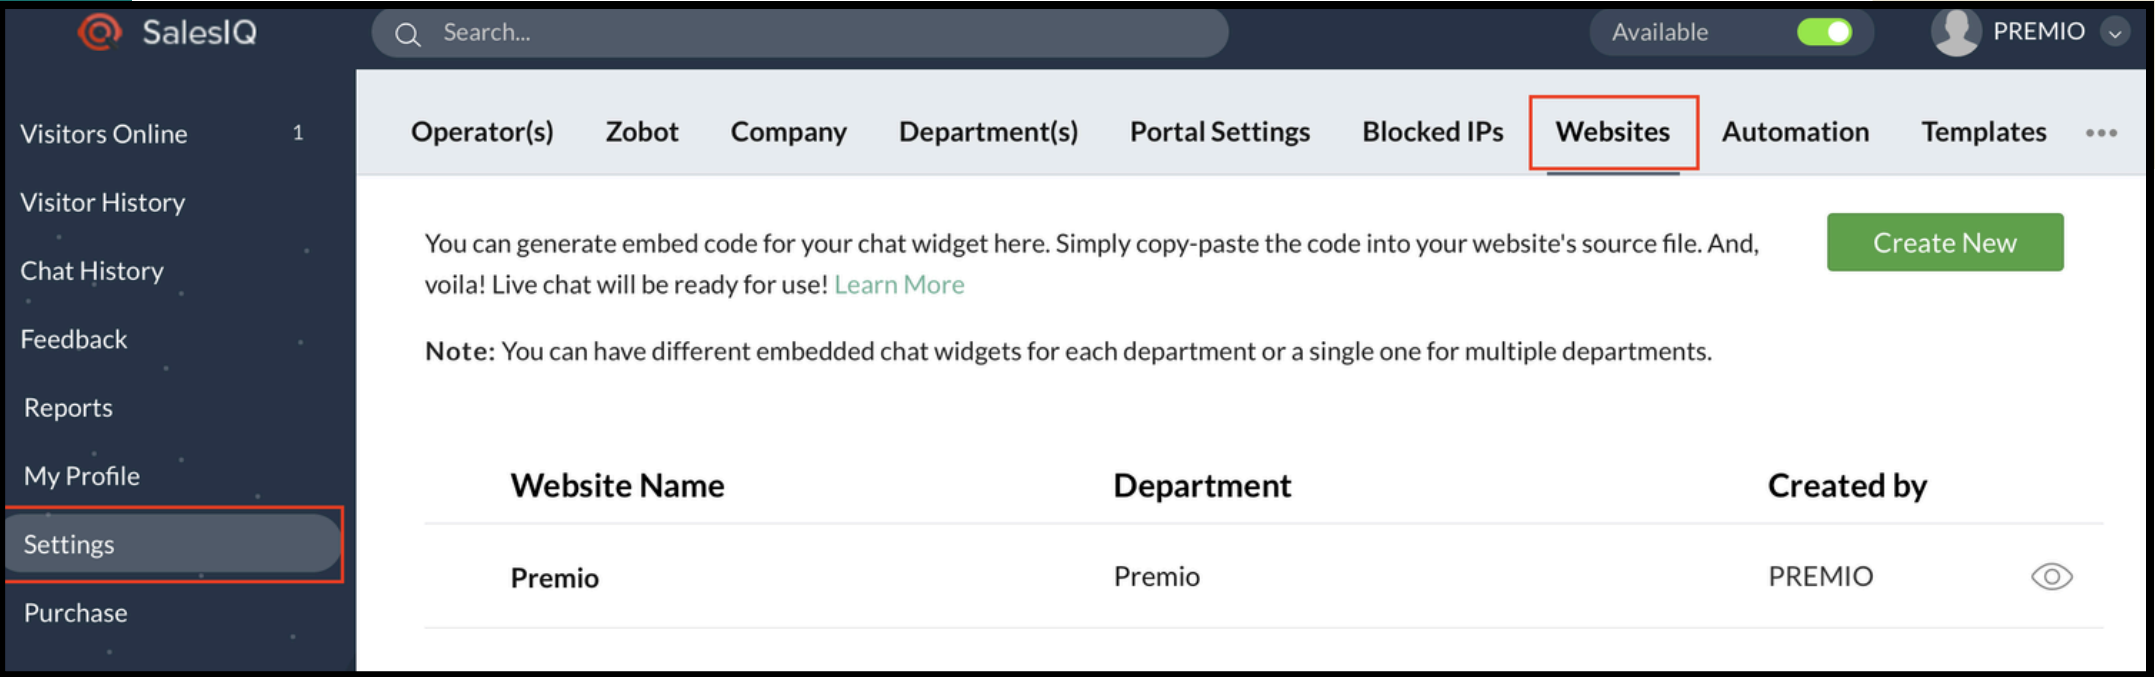 SalesIQ
Search...
Available
PREMIO
Visitors Online 1
Visitor History
Chat History
Feedback
Reports
My Profile
Settings
Purchase
Operator(s) Zobot Company Department(s) Portal Settings Blocked IPs Websites Automation Templates
You can generate embed code for your chat widget here. Simply copy-paste the code into your website's source file. And,
voila! Live chat will be ready for use! Learn More
Create New
Note: You can have different embedded chat widgets for each department or a single one for multiple departments.
Website Name Department Created by
Premio Premio PREMIO